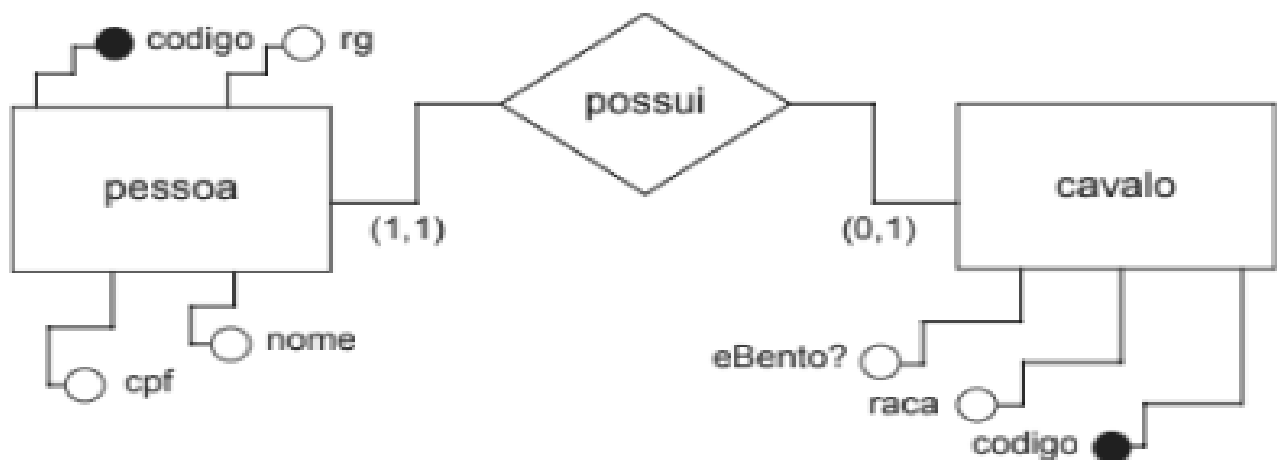 codigo
rg
possui
pessoa
cavalo
(1,1)
(0,1)
nome
cpf
eBento?
raca
codigo